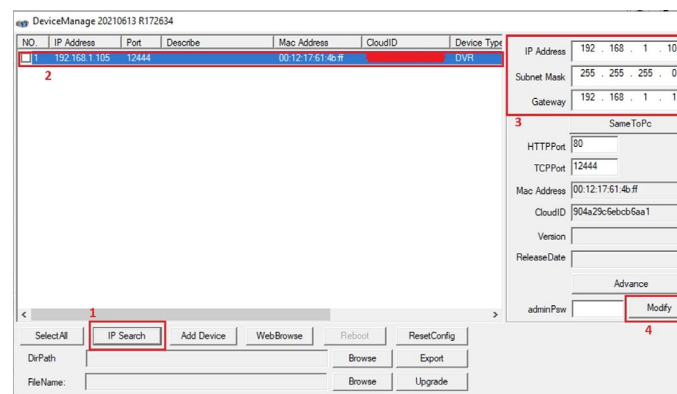 DeviceManage 20210613 R172634
NO. IP Address Port Describe Mac Address CloudID Device Type
1 192.168.1.105 12444 00:12:17:61:4b:ff DVR
2
IP Address 192 . 168 . 1 . 10
Subnet Mask 255 . 255 . 255 . 0
Gateway 192 . 168 . 1 . 1
3
SameToPc
HTTPPort 80
TCPPort 12444
Mac Address 00:12:17:61:4b:ff
CloudID 904a29c6ebcb6aa1
Version
ReleaseDate
Advance
adminPsw Modify
4
1
SelectAll IP Search Add Device WebBrowse Reboot ResetConfig
DirPath Browse Export
FileName: Browse Upgrade